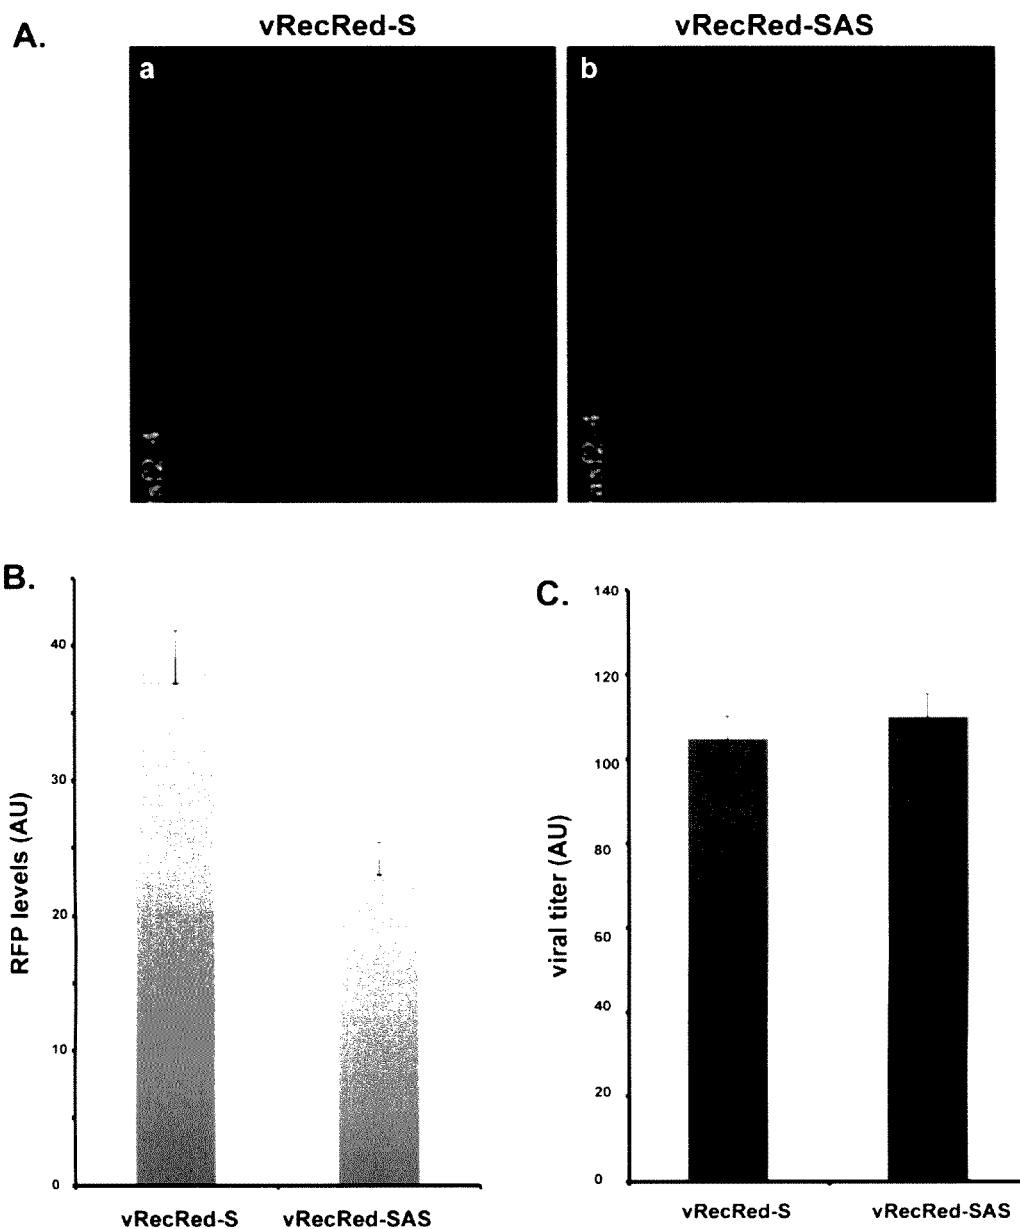 A.
vRecRed-S
vRecRed-SAS
a
b
B.
RFP levels (AU)
40
30
20
10
0
vRecRed-S
vRecRed-SAS
C.
viral titer (AU)
140
120
100
80
60
40
20
0
vRecRed-S
vRecRed-SAS